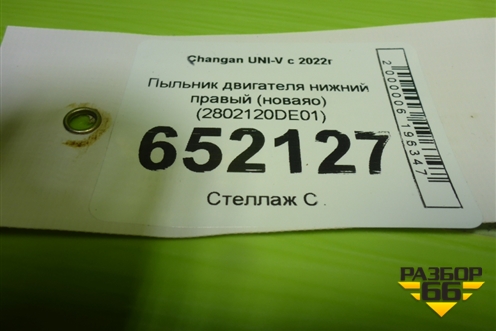 Changan UNI-V с 2022г
Пыльник двигателя нижний
правый (новаяо)
(2802120DE01)
652127
Стеллаж С
2000006196347
РАЗБОР
66